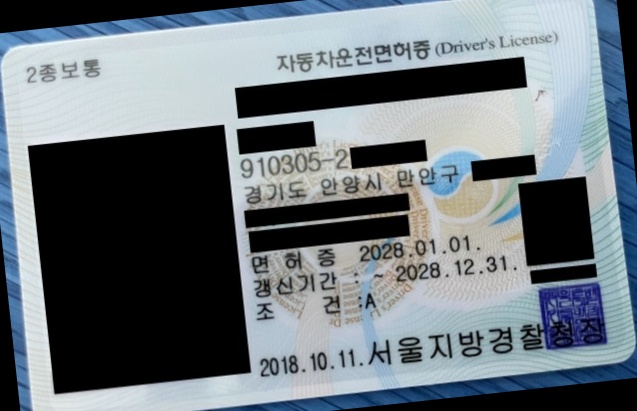 2종보통
자동차운전면허증 (Driver's License)
910305-2
경기도 안양시 만안구
면 허 증 2028.01.01.
갱신기간 : ~ 2028.12.31.
조 건 :A
2018.10.11. 서울지방경찰청장